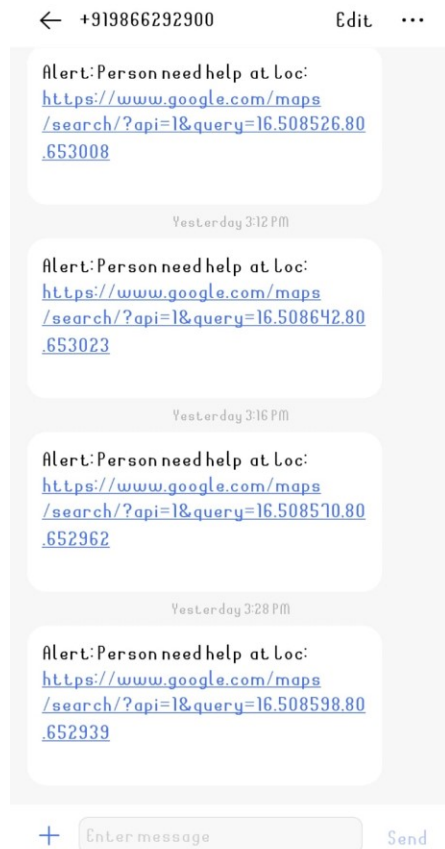 ← +919866292900 Edit ...
Alert:Person need help at Loc:
https://www.google.com/maps
/search/?api=1&query=16.508526.80
.653008
Yesterday 3:12 PM
Alert:Person need help at Loc:
https://www.google.com/maps
/search/?api=1&query=16.508642.80
.653023
Yesterday 3:16 PM
Alert:Person need help at Loc:
https://www.google.com/maps
/search/?api=1&query=16.508570.80
.652962
Yesterday 3:28 PM
Alert:Person need help at Loc:
https://www.google.com/maps
/search/?api=1&query=16.508598.80
.652939
+ Enter message Send